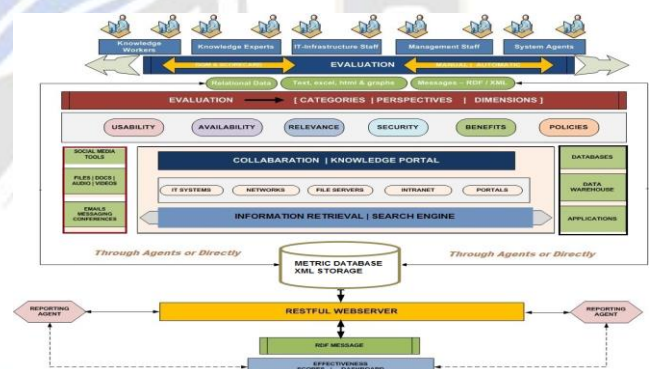 Knowledge
Workers
Knowledge Experts
IT-Infrastructure Staff
Management Staff
System Agents
EVALUATION
MANUAL | AUTOMATIC
Relational Data
Text, excel, html & graphs
Messages – RDF / XML
EVALUATION [ CATEGORIES | PERSPECTIVES | DIMENSIONS ]
USABILITY
AVAILABILITY
RELEVANCE
SECURITY
BENEFITS
POLICIES
SOCIAL MEDIA
TOOLS
FILES | DOCS |
AUDIO | VIDEOS
EMAILS
MESSAGING
CONFERENCES
COLLABARATION | KNOWLEDGE PORTAL
IT SYSTEMS
NETWORKS
FILE SERVERS
INTRANET
PORTALS
INFORMATION RETRIEVAL | SEARCH ENGINE
DATABASES
DATA
WAREHOUSE
APPLICATIONS
Through Agents or Directly
Through Agents or Directly
METRIC DATABASE
XML STORAGE
REPORTING
AGENT
RESTFUL WEBSERVER
REPORTING
AGENT
RDF MESSAGE
EFFECTIVENESS